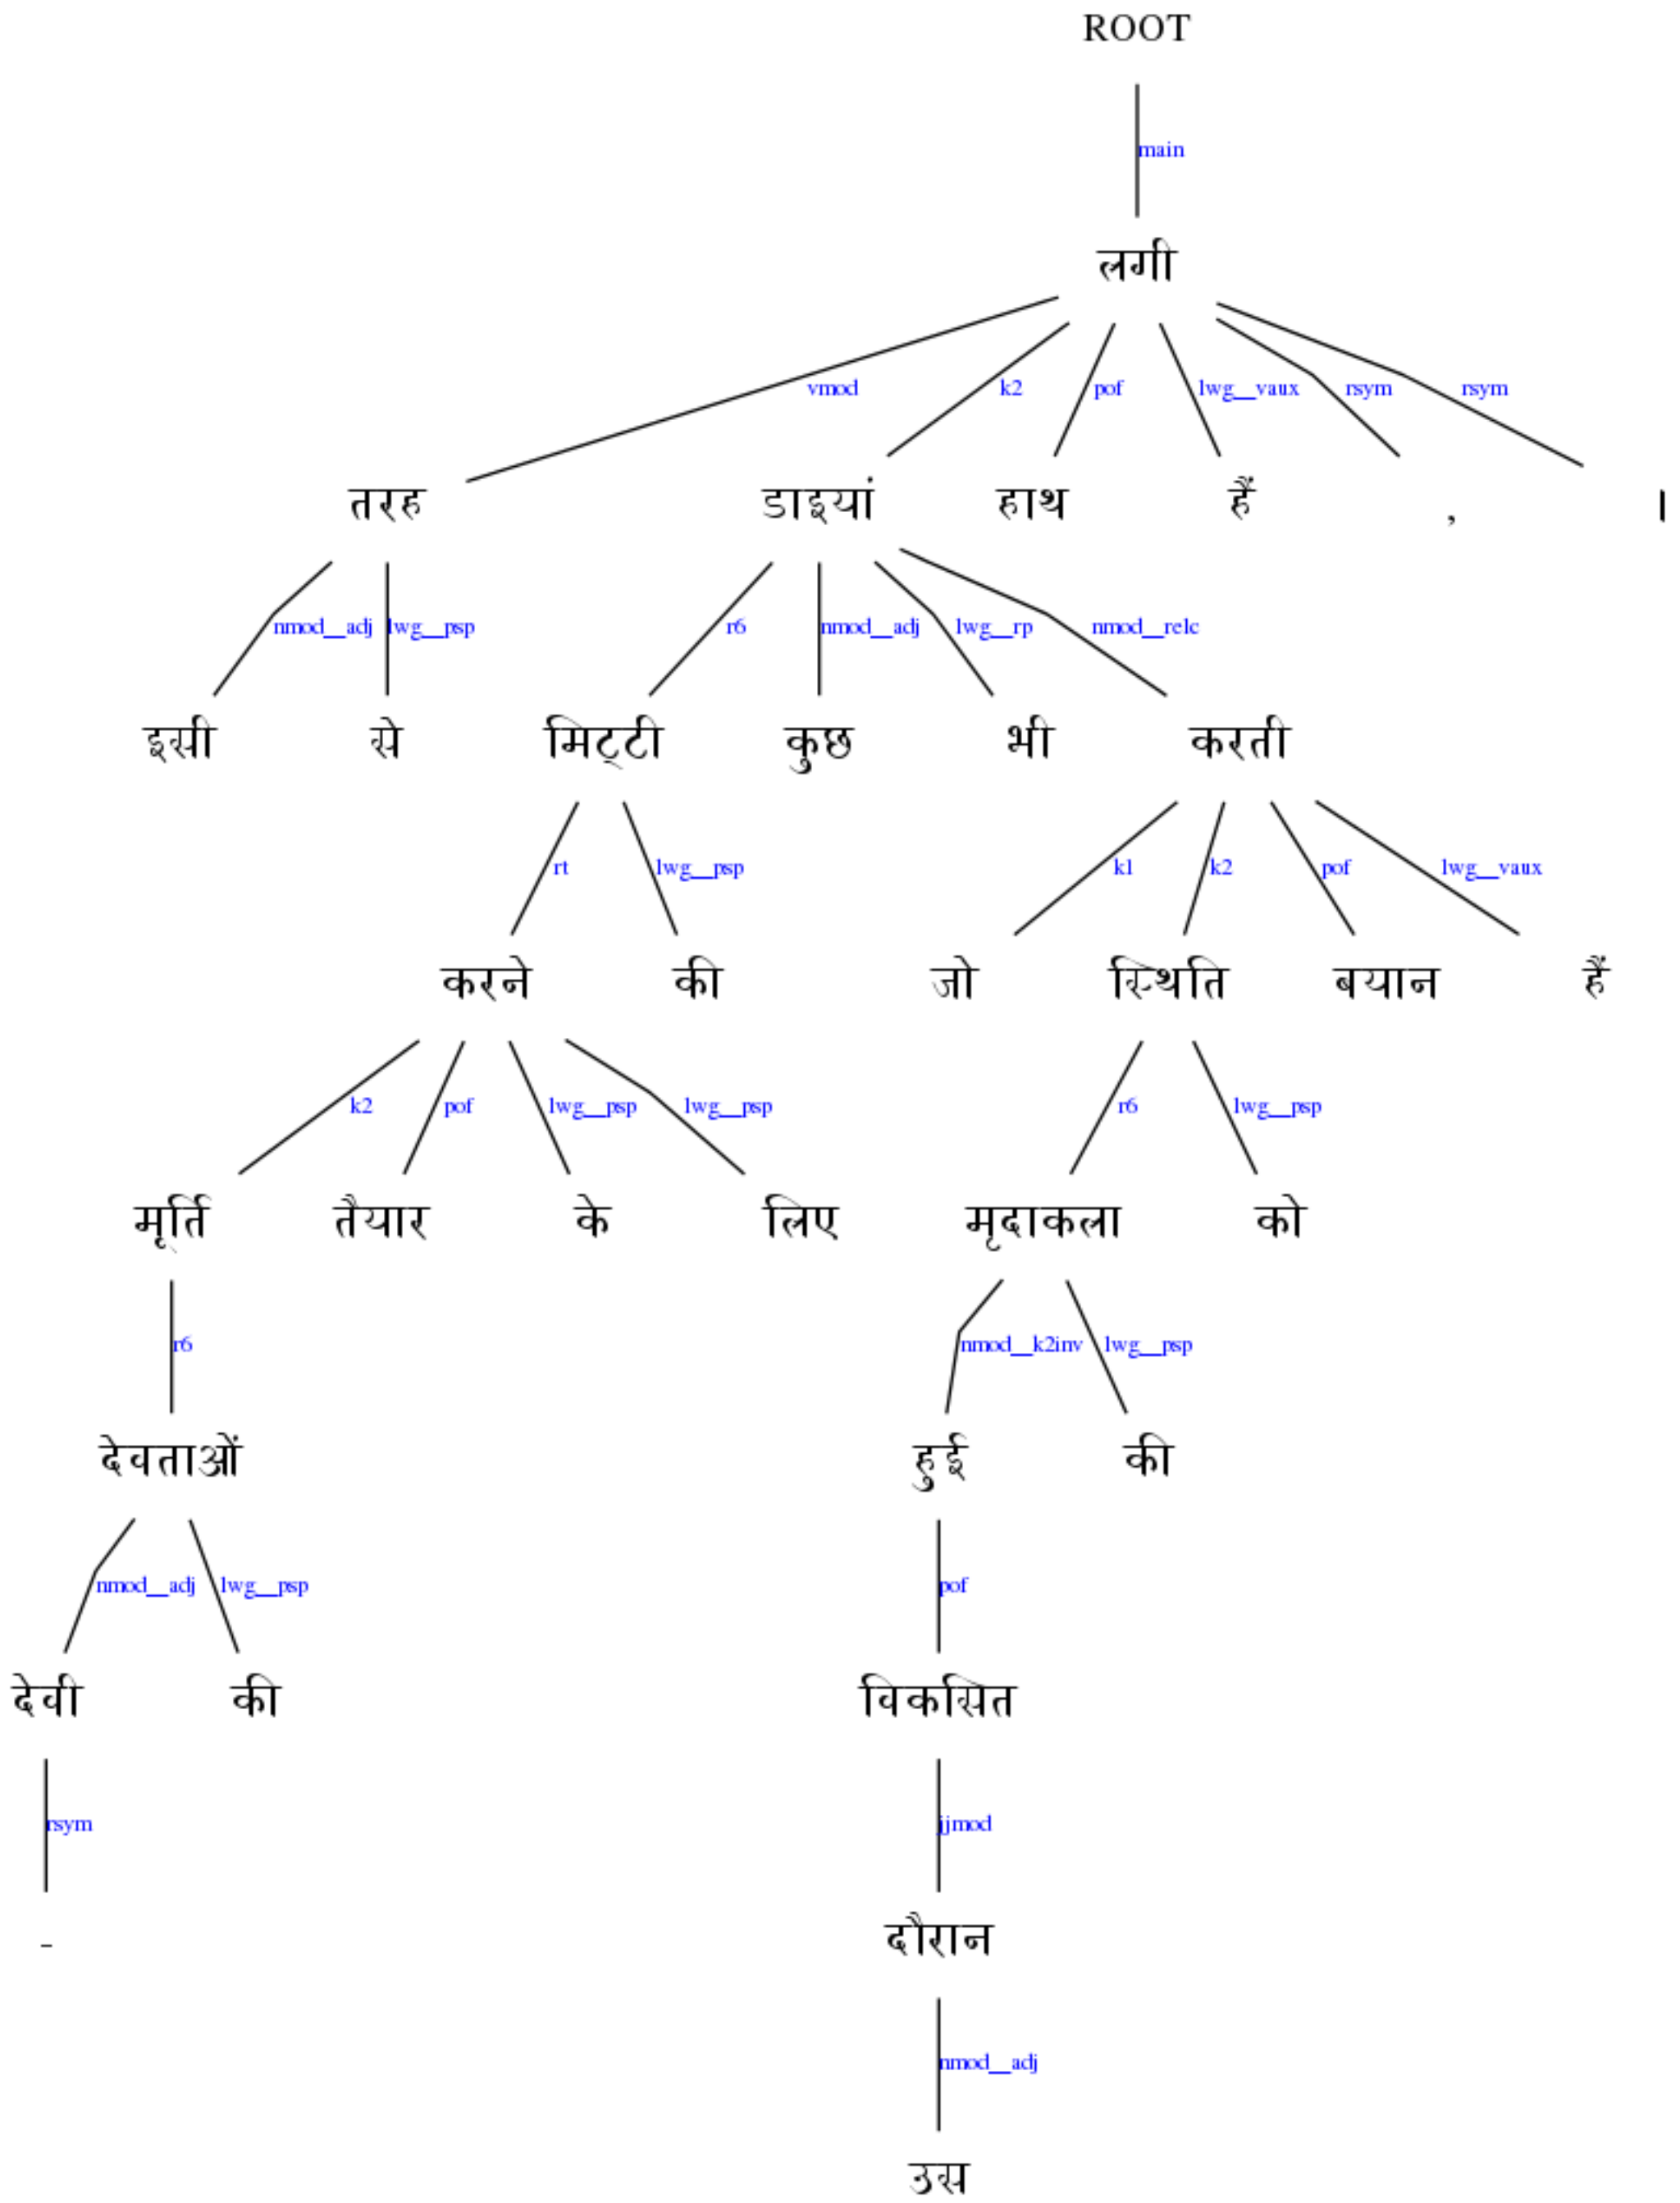 ROOT
main
लगी
vmod k2 pof lwg__vaux rsym rsym
तरह डाइयां हाथ हैं , ।
nmod__adj lwg__psp r6 nmod__adj lwg__rp nmod__relc
इसी से मिट्टी कुछ भी करती
rt lwg__psp k1 k2 pof lwg__vaux
करने की जो स्थिति बयान हैं
k2 pof lwg__psp lwg__psp r6 lwg__psp
मूर्ति तैयार के लिए मृदाकला को
r6 nmod__k2inv lwg__psp
देवताओं हुई की
nmod__adj lwg__psp pof
देवी की विकसित
rsym jjmod
- दौरान
nmod__adj
उस